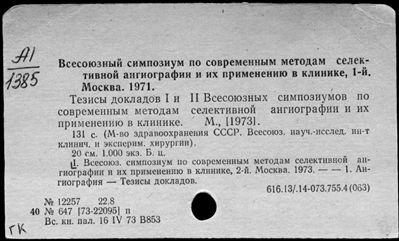 А1
1385
Всесоюзный симпозиум по современным методам селек-
тивной ангиографии и их применению в клинике, 1-й.
Москва. 1971.
Тезисы докладов I и II Всесоюзных симпозиумов по
современным методам селективной ангиографии и их
применению в клинике. М., [1973].
131 с. (М-во здравоохранения СССР. Всесоюз. науч.-исслед. ин-т
клинич. и эксперим. хирургии).
20 см. 1.000 экз. Б. ц.
1. Всесоюз. симпозиум по современным методам селективной ан-
гиографии и их применению в клинике, 2-й. Москва. 1973. — — 1. Ан-
гиография — Тезисы докладов.
616.13/.14-073.755.4(063)
№ 12257 22.8
40 № 647 [73-22095] п
Вс. кн. пал. 16 IV 73 В853
гк